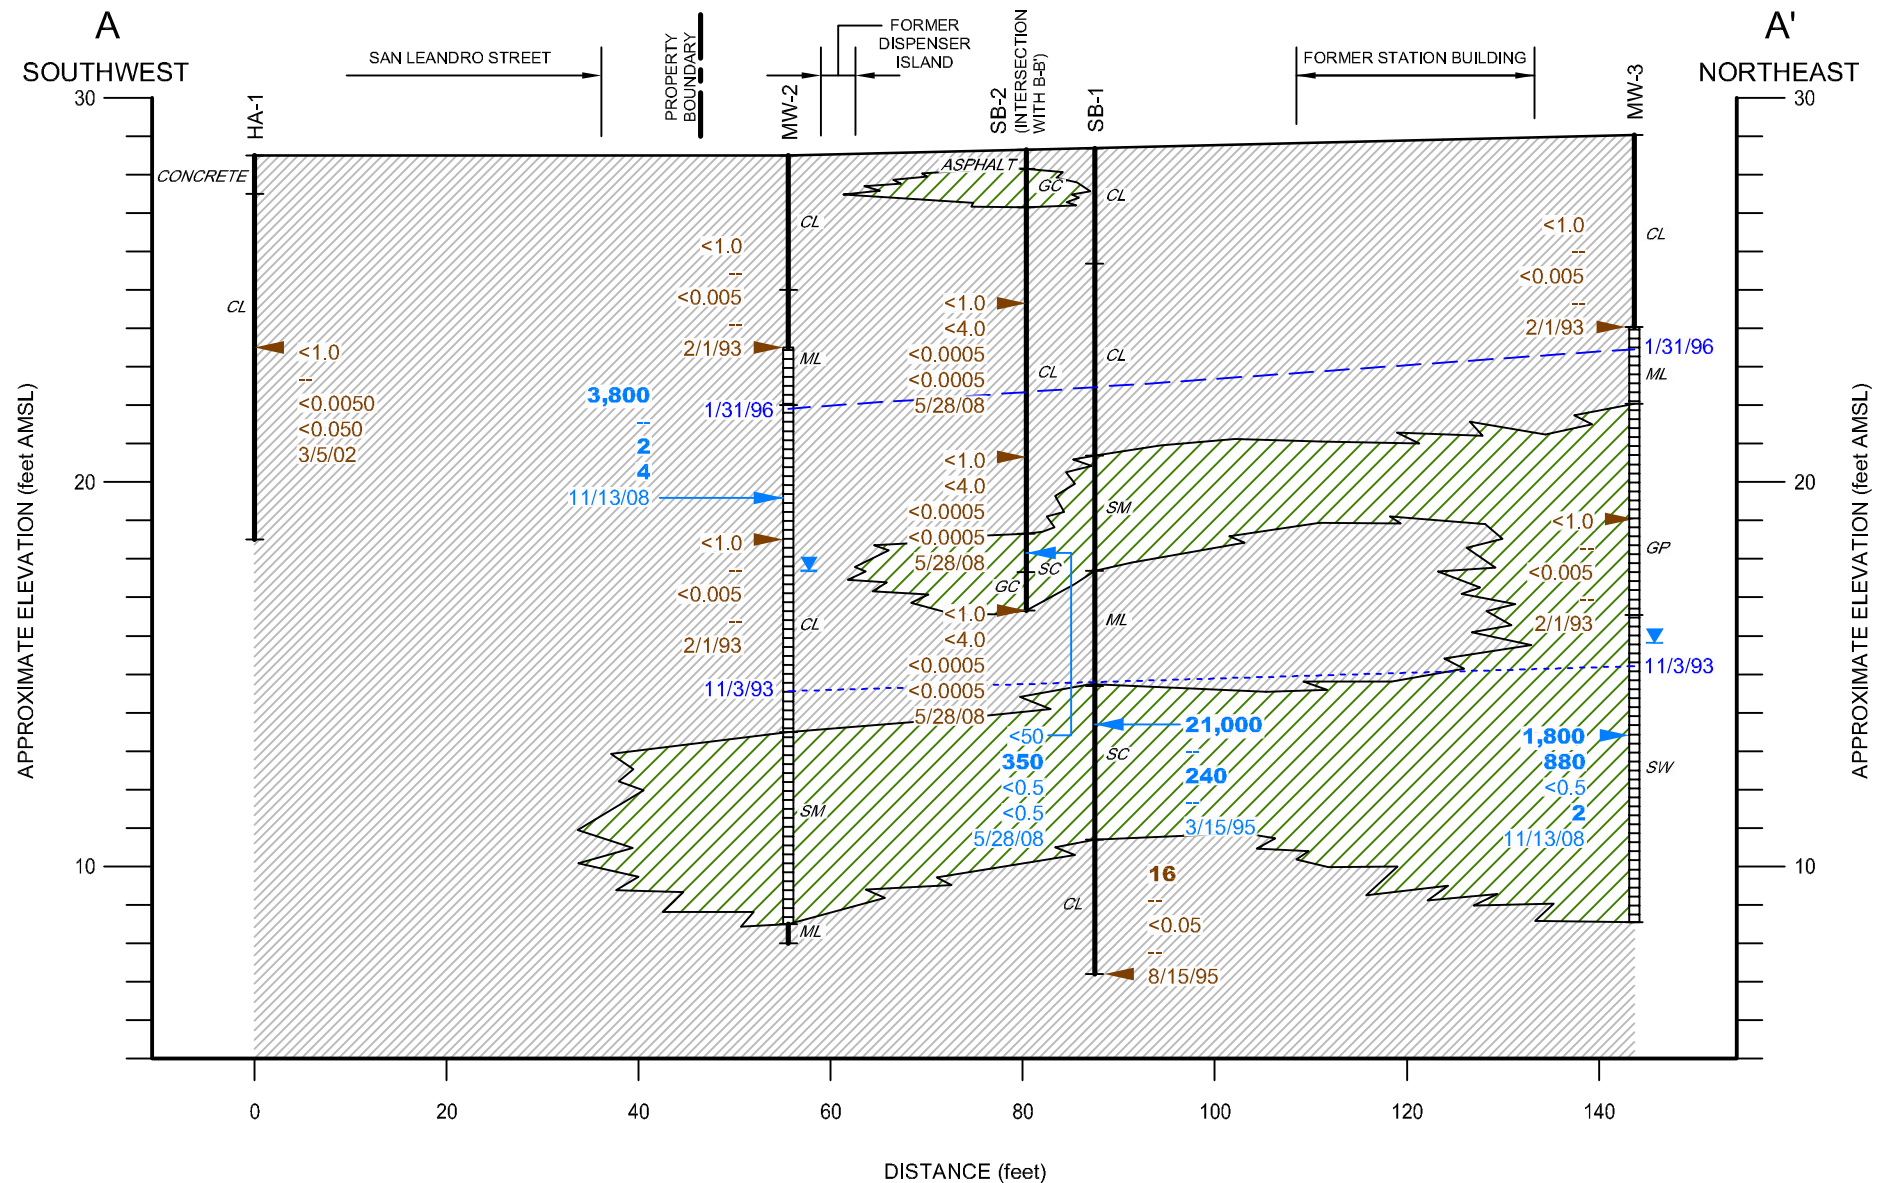 A
SOUTHWEST
A'
NORTHEAST
SAN LEANDRO STREET
PROPERTY
BOUNDARY
FORMER
DISPENSER
ISLAND
FORMER STATION BUILDING
HA-1
MW-2
SB-2
(INTERSECTION
WITH B-B')
SB-1
MW-3
30
20
10
APPROXIMATE ELEVATION (feet AMSL)
CONCRETE
CL
<1.0
--
<0.0050
<0.050
3/5/02
3,800
--
2
4
11/13/08
<1.0
--
<0.005
--
2/1/93
1/31/96
<1.0
--
<0.005
--
2/1/93
11/3/93
CL
ML
CL
SM
ML
ASPHALT
GC
<1.0
<4.0
<0.0005
<0.0005
5/28/08
CL
<1.0
<4.0
<0.0005
<0.0005
5/28/08
SC
GC
<1.0
<4.0
<0.0005
<0.0005
5/28/08
<50
350
<0.5
<0.5
5/28/08
CL
CL
SM
ML
SC
CL
21,000
--
240
--
3/15/95
16
--
<0.05
--
8/15/95
<1.0
--
<0.005
--
2/1/93
<1.0
--
<0.005
--
2/1/93
1,800
880
<0.5
2
11/13/08
CL
1/31/96
ML
GP
11/3/93
SW
30
20
10
APPROXIMATE ELEVATION (feet AMSL)
0 20 40 60 80 100 120 140
DISTANCE (feet)